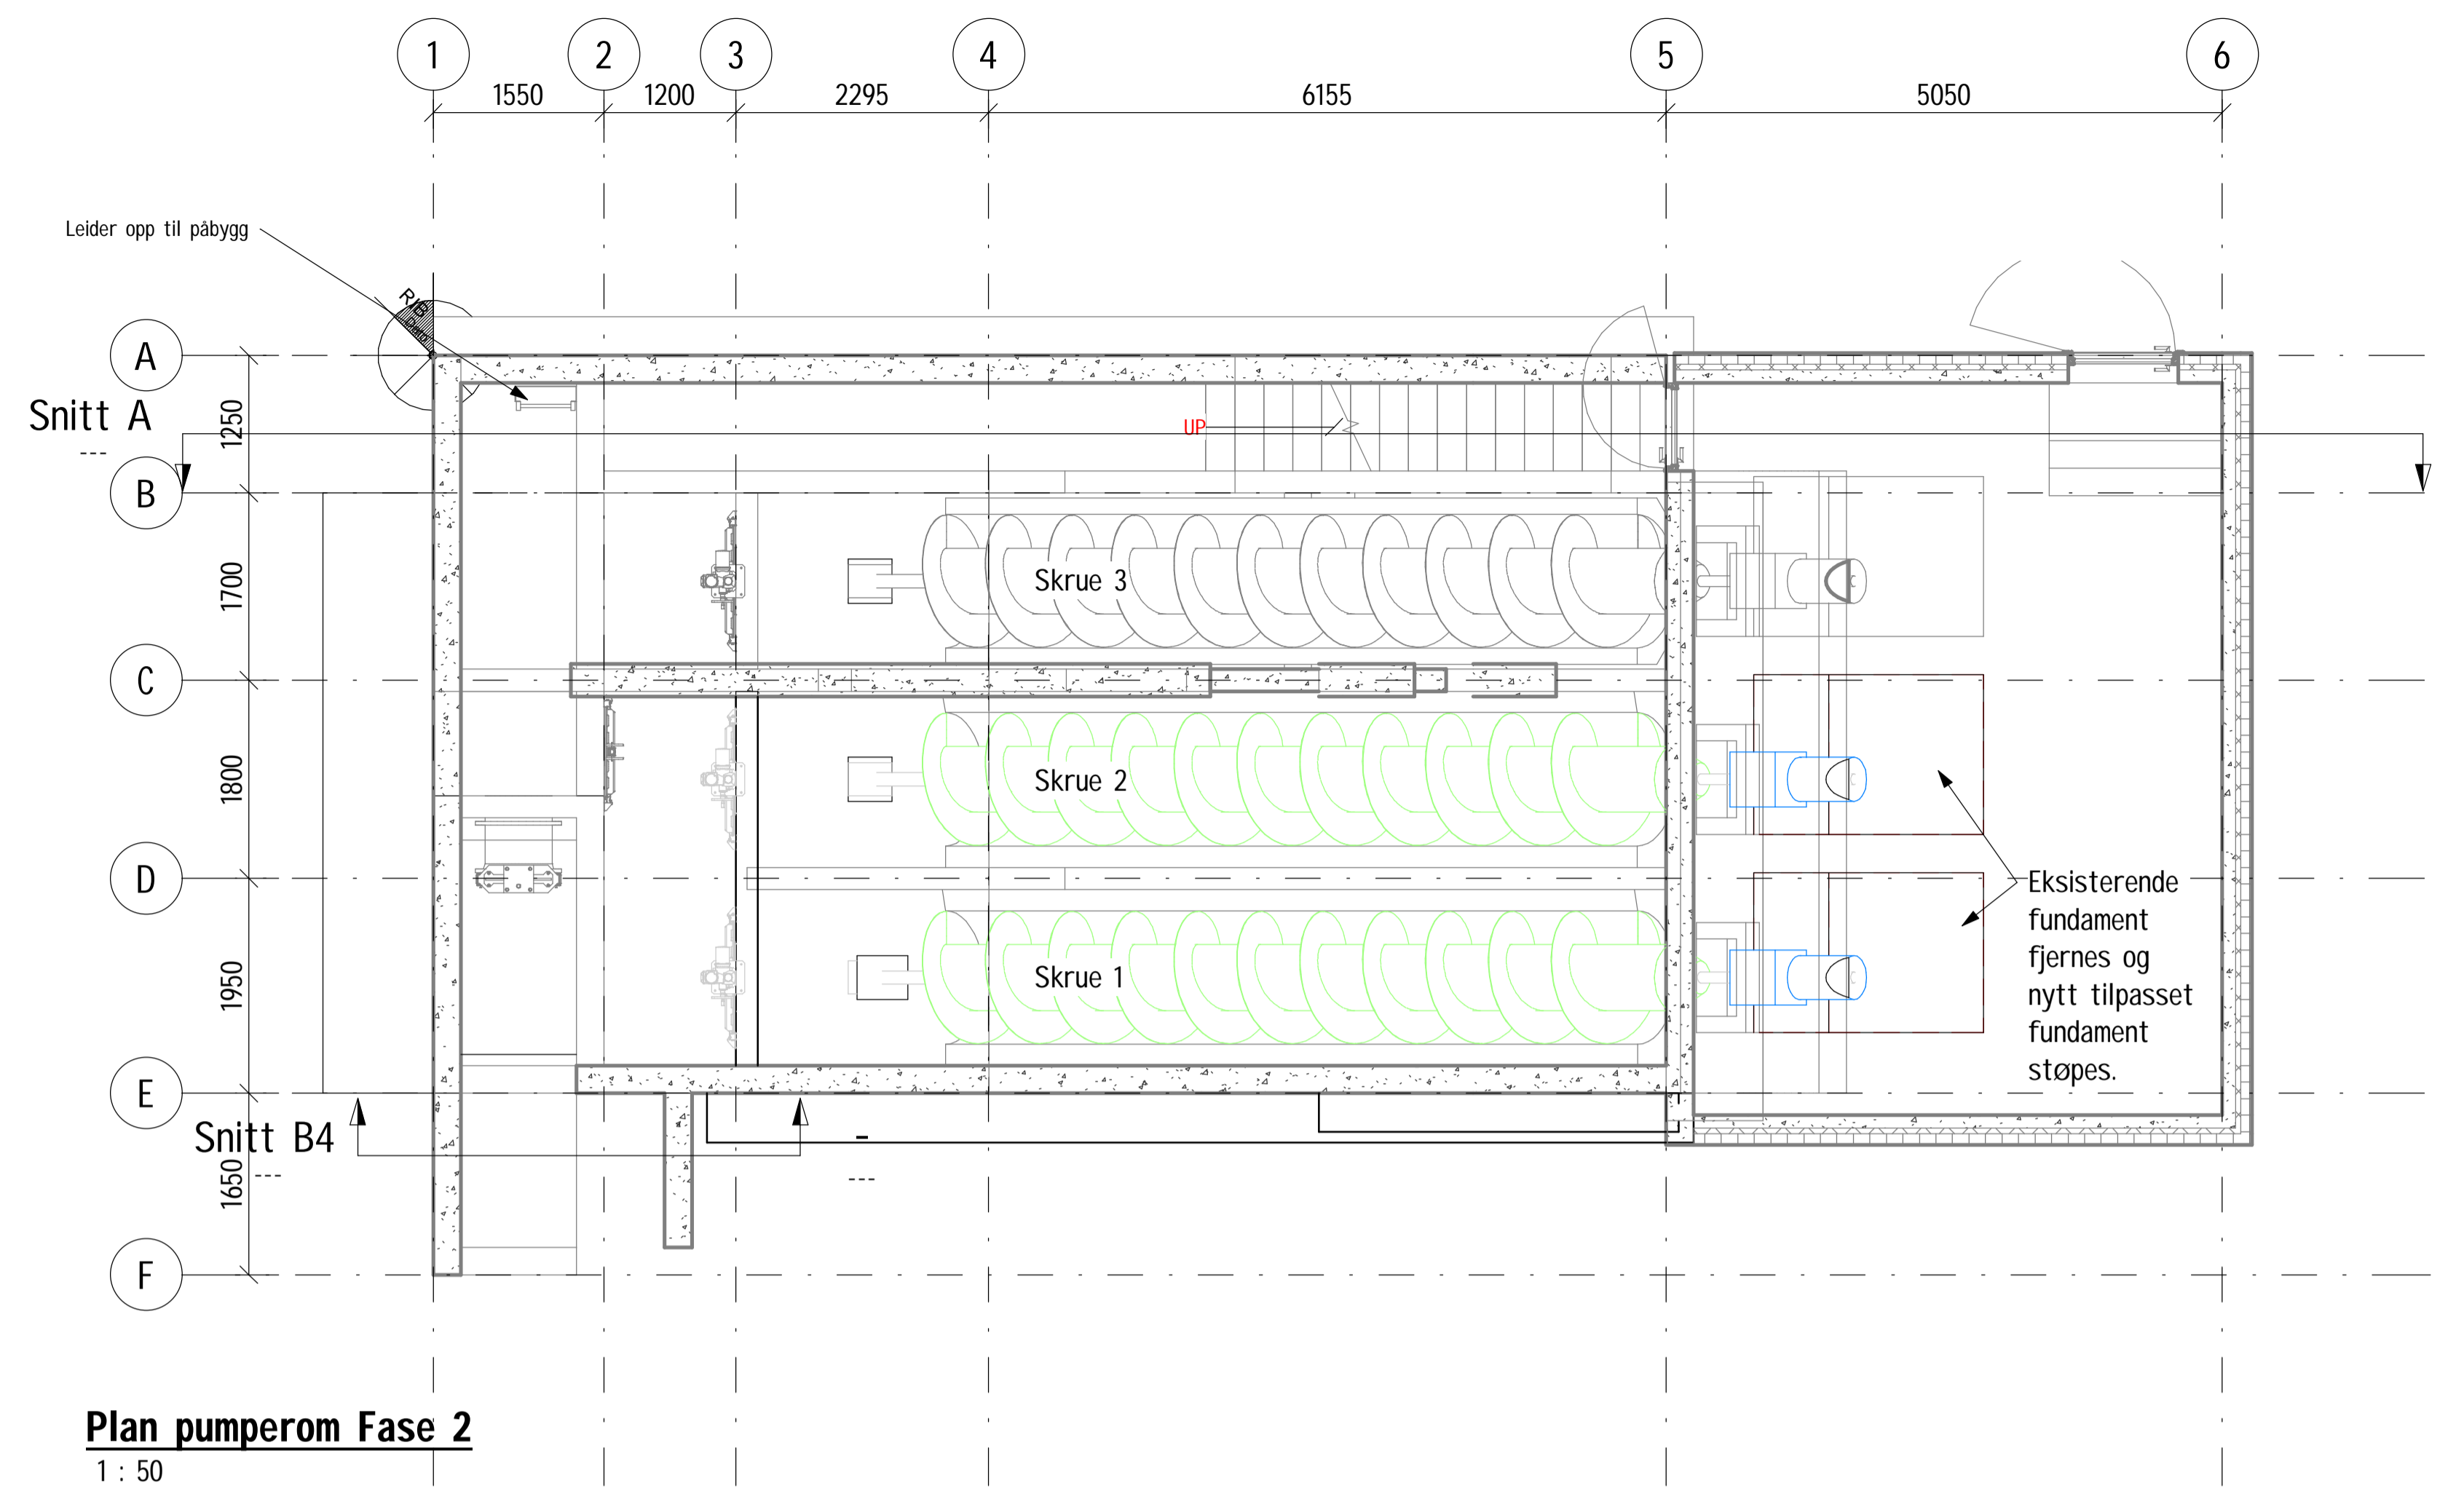 1 2 3 4 5 6
1550 1200 2295 6155 5050
Leider opp til påbygg
RIB
Dato
A
Snitt A
---
1250
UP
B
1700
Skrue 3
C
1800
Skrue 2
D
Eksisterende
fundament
fjernes og
nytt tilpasset
fundament
støpes.
1950
Skrue 1
E
Snitt B4
---
-
---
1650
F
Plan pumperom Fase 2
1 : 50